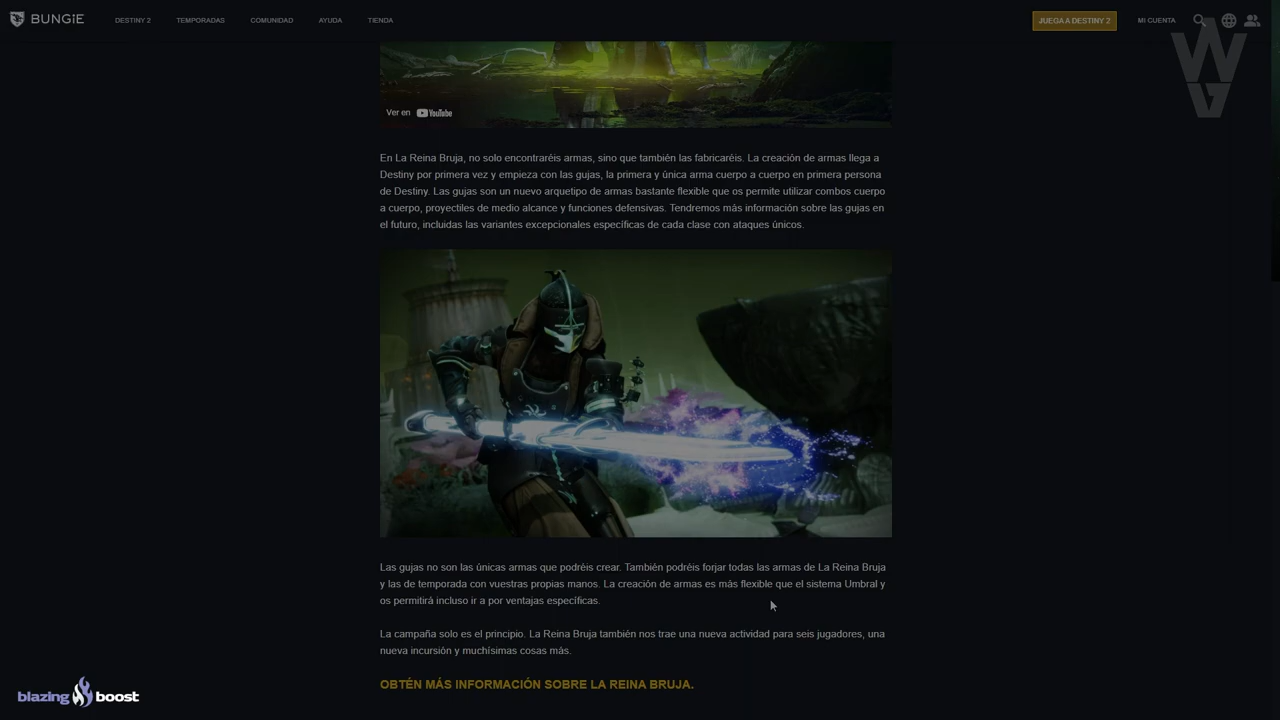 BUNGiE
DESTINY 2
TEMPORADAS
COMUNIDAD
AYUDA
TIENDA
JUEGA A DESTINY 2
MI CUENTA
W
Ver en YouTube
En La Reina Bruja, no solo encontraréis armas, sino que también las fabricaréis. La creación de armas llega a
Destiny por primera vez y empieza con las gujas, la primera y única arma cuerpo a cuerpo en primera persona
de Destiny. Las gujas son un nuevo arquetipo de armas bastante flexible que os permite utilizar combos cuerpo
a cuerpo, proyectiles de medio alcance y funciones defensivas. Tendremos más información sobre las gujas en
el futuro, incluidas las variantes excepcionales específicas de cada clase con ataques únicos.
Las gujas no son las únicas armas que podréis crear. También podréis forjar todas las armas de La Reina Bruja
y las de temporada con vuestras propias manos. La creación de armas es más flexible que el sistema Umbral y
os permitirá incluso ir a por ventajas específicas.
La campaña solo es el principio. La Reina Bruja también nos trae una nueva actividad para seis jugadores, una
nueva incursión y muchísimas cosas más.
OBTÉN MÁS INFORMACIÓN SOBRE LA REINA BRUJA.
blazing boost